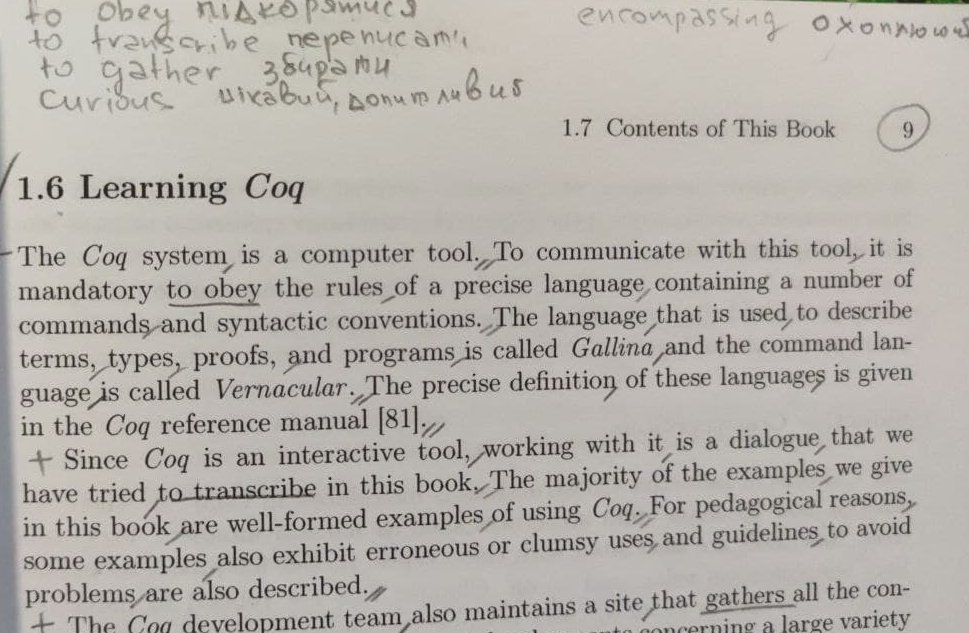 to obey підкорятися
to transcribe переписати
to gather збирати
curious цікавий, допитливий
encompassing
1.7 Contents of This Book 9
1.6 Learning Coq
The Coq system is a computer tool. To communicate with this tool, it is
mandatory to obey the rules of a precise language containing a number of
commands and syntactic conventions. The language that is used to describe
terms, types, proofs, and programs is called Gallina and the command lan-
guage is called Vernacular. The precise definition of these languages is given
in the Coq reference manual [81].
+ Since Coq is an interactive tool, working with it is a dialogue that we
have tried to transcribe in this book. The majority of the examples we give
in this book are well-formed examples of using Coq. For pedagogical reasons,
some examples also exhibit erroneous or clumsy uses and guidelines to avoid
problems are also described.
+ The Coq development team also maintains a site that gathers all the con-
concerning a large variety